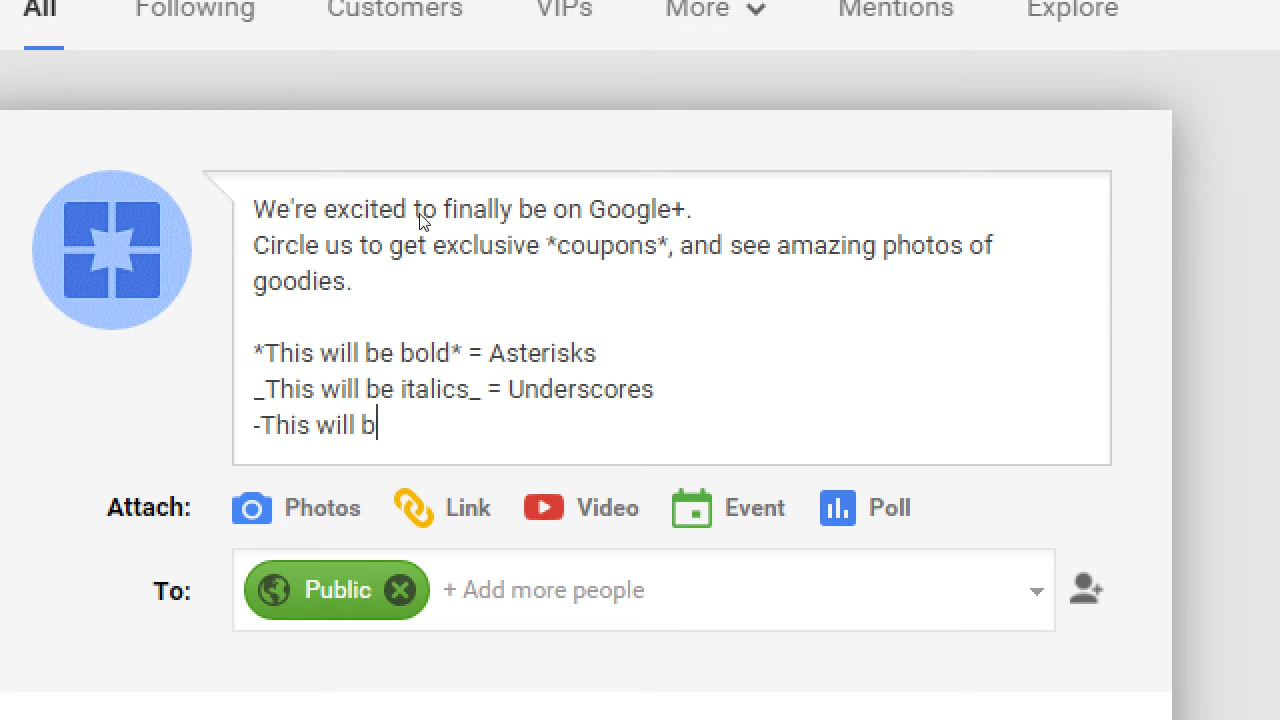 All Following Customers VIPs More Mentions Explore
We're excited to finally be on Google+.
Circle us to get exclusive *coupons*, and see amazing photos of
goodies.
*This will be bold* = Asterisks
_This will be italics_ = Underscores
-This will b
Attach: Photos Link Video Event Poll
To: Public + Add more people